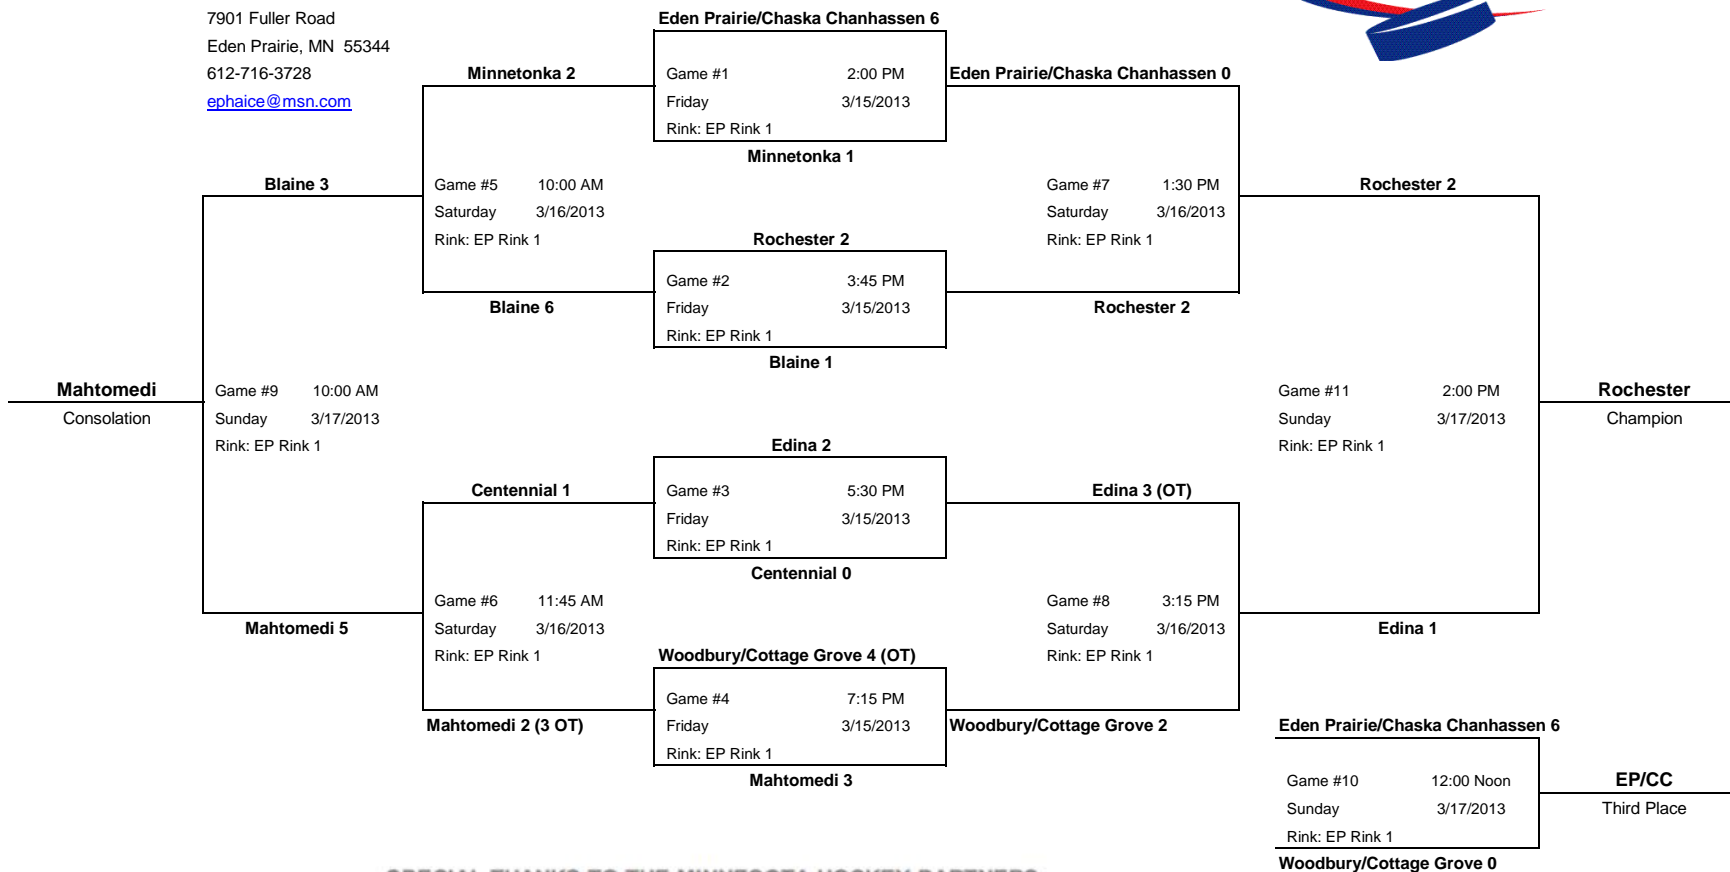 7901 Fuller Road
Eden Prairie, MN  55344
612-716-3728
ephaice@msn.com
Eden Prairie/Chaska Chanhassen 6
Minnetonka 2
Game #1 2:00 PM
Friday 3/15/2013
Rink: EP Rink 1
Eden Prairie/Chaska Chanhassen 0
Minnetonka 1
Blaine 3
Game #5 10:00 AM
Saturday 3/16/2013
Rink: EP Rink 1
Game #7 1:30 PM
Saturday 3/16/2013
Rink: EP Rink 1
Rochester 2
Rochester 2
Game #2 3:45 PM
Friday 3/15/2013
Rink: EP Rink 1
Blaine 6
Rochester 2
Blaine 1
Mahtomedi
Consolation
Game #9 10:00 AM
Sunday 3/17/2013
Rink: EP Rink 1
Game #11 2:00 PM
Sunday 3/17/2013
Rink: EP Rink 1
Rochester
Champion
Edina 2
Centennial 1
Game #3 5:30 PM
Friday 3/15/2013
Rink: EP Rink 1
Edina 3 (OT)
Centennial 0
Game #6 11:45 AM
Saturday 3/16/2013
Rink: EP Rink 1
Game #8 3:15 PM
Saturday 3/16/2013
Rink: EP Rink 1
Mahtomedi 5
Edina 1
Woodbury/Cottage Grove 4 (OT)
Game #4 7:15 PM
Friday 3/15/2013
Rink: EP Rink 1
Mahtomedi 2 (3 OT)
Woodbury/Cottage Grove 2
Mahtomedi 3
Eden Prairie/Chaska Chanhassen 6
Game #10 12:00 Noon
Sunday 3/17/2013
Rink: EP Rink 1
EP/CC
Third Place
Woodbury/Cottage Grove 0
SPECIAL THANKS TO THE MINNESOTA HOCKEY PARTNERS